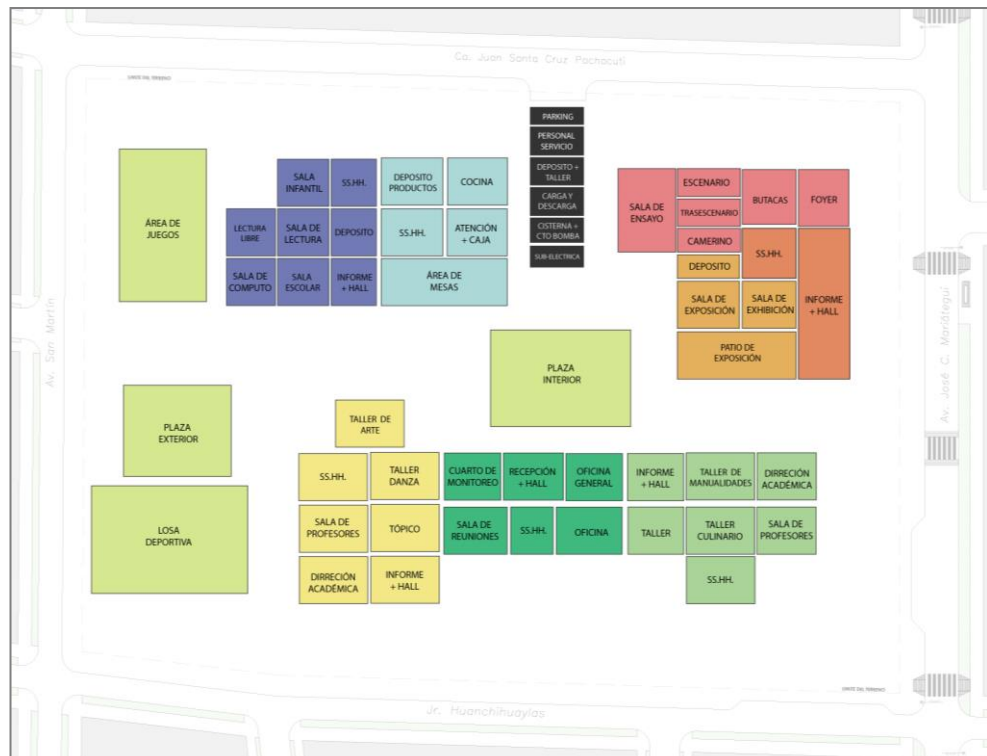 Ca. Juan Santa Cruz Pachacuti
PARKING
PERSONAL
SERVICIO
DEPOSITO +
TALLER
CARGA Y
DESCARGA
CISTERNA +
CTO BOMBA
SUB-ELECTRICA
ÁREA DE
JUEGOS
SALA
INFANTIL
SS.HH.
DEPOSITO
PRODUCTOS
COCINA
LECTURA
LIBRE
SALA DE
LECTURA
DEPOSITO
SS.HH.
ATENCIÓN
+ CAJA
SALA DE
COMPUTO
SALA
ESCOLAR
INFORME
+ HALL
ÁREA DE
MESAS
SALA DE
ENSAYO
ESCENARIO
TRASESCENARIO
CAMERINO
BUTACAS
FOYER
DEPOSITO
SS.HH.
SALA DE
EXPOSICIÓN
SALA DE
EXHIBICIÓN
INFORME
+ HALL
PATIO DE
EXPOSICIÓN
Av. San Martín
Av. José C. Mariátegui
PLAZA
INTERIOR
PLAZA
EXTERIOR
LOSA
DEPORTIVA
TALLER DE
ARTE
SS.HH.
TALLER
DANZA
CUARTO DE
MONITOREO
RECEPCIÓN
+ HALL
OFICINA
GENERAL
INFORME
+ HALL
TALLER DE
MANUALIDADES
DIRRECIÓN
ACADÉMICA
SALA DE
PROFESORES
TÓPICO
SALA DE
REUNIONES
SS.HH.
OFICINA
TALLER
TALLER
CULINARIO
SALA DE
PROFESORES
DIRRECIÓN
ACADÉMICA
INFORME
+ HALL
SS.HH.
Jr. Huanchihuaylas